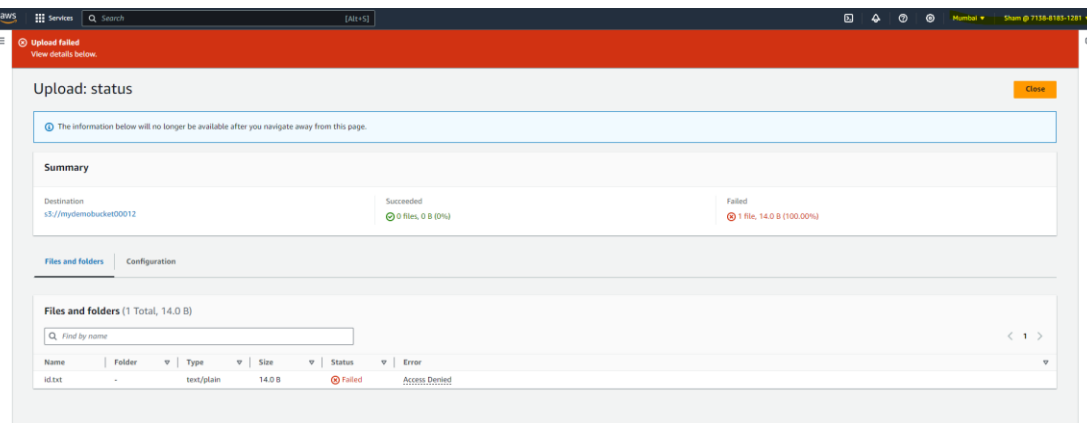 aws Services Search [Alt+S] Mumbai Sham @ 7138-8183-1281
Upload failed
View details below.
Upload: status
Close
The information below will no longer be available after you navigate away from this page.
Summary
Destination Succeeded Failed
s3://mydemobucket00012 0 files, 0 B (0%) 1 file, 14.0 B (100.00%)
Files and folders Configuration
Files and folders (1 Total, 14.0 B)
Find by name
1
Name Folder Type Size Status Error
id.txt - text/plain 14.0 B Failed Access Denied